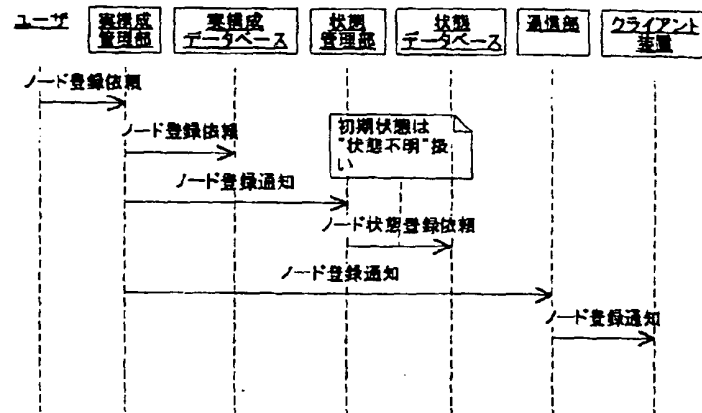 ユーザ
実構成
管理部
実構成
データベース
状態
管理部
状態
データベース
通信部
クライアント
装置
ノード登録依頼
ノード登録依頼
初期状態は
"状態不明"扱
い
ノード登録通知
ノード状態登録依頼
ノード登録通知
ノード登録通知